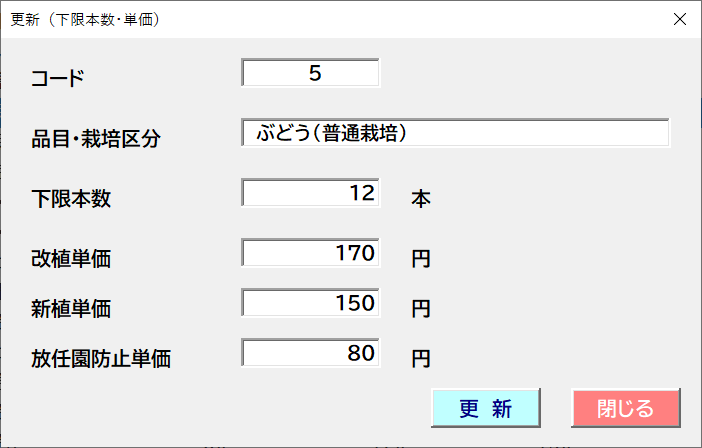 更新（下限本数･単価）
コード 5
品目･栽培区分 ぶどう（普通栽培）
下限本数 12 本
改植単価 170 円
新植単価 150 円
放任園防止単価 80 円
更 新 閉じる